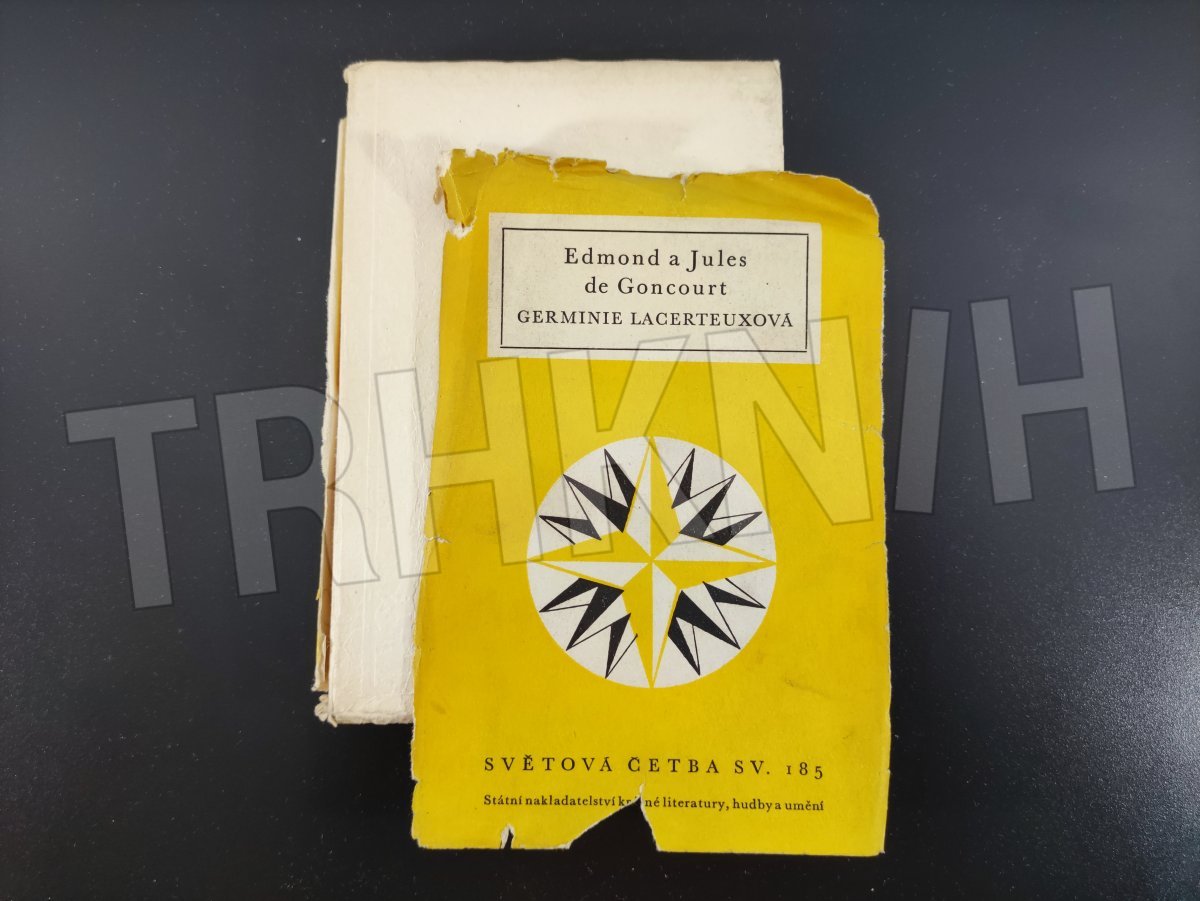 Edmond a Jules
de Goncourt
GERMINIE LACERTEUXOVÁ
TRHKNIH
SVĚTOVÁ ČETBA SV. 185
Státní nakladatelství literatury, hudby a umění